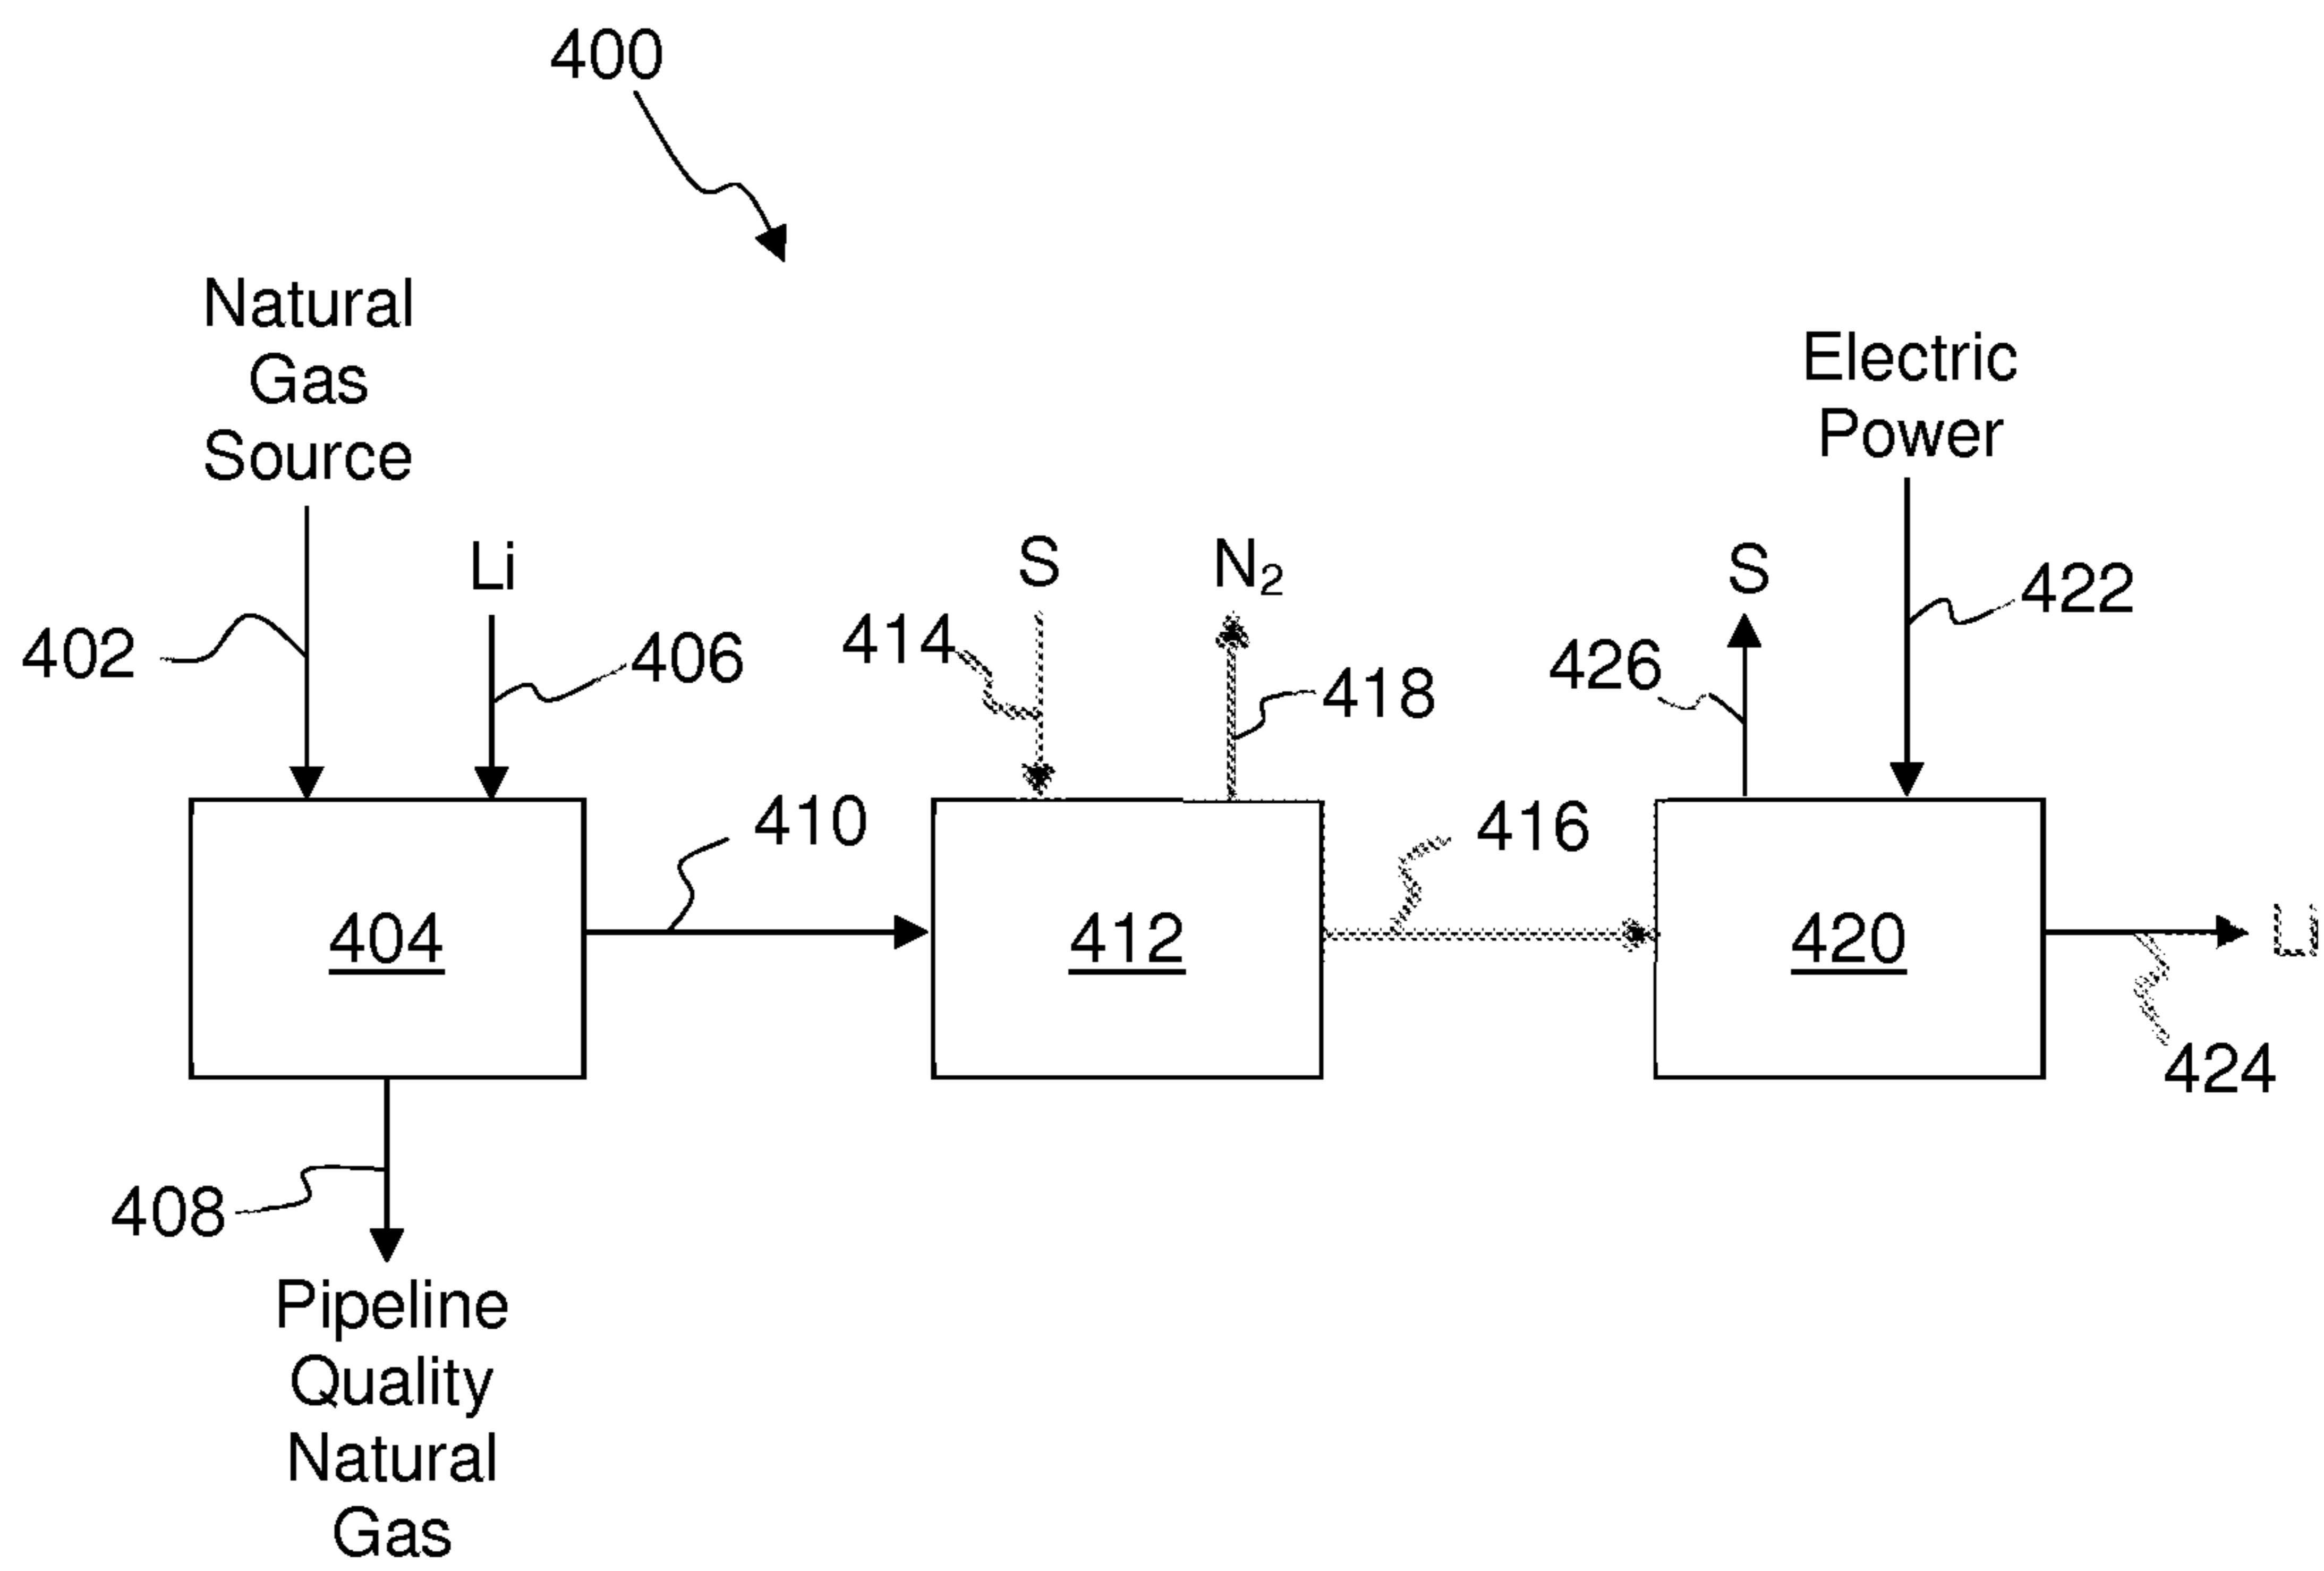 400
Natural
Gas
Source
Electric
Power
Li
S
N₂
S
422
402
406
414
418
426
410
416
404
412
420
Li
424
408
Pipeline
Quality
Natural
Gas